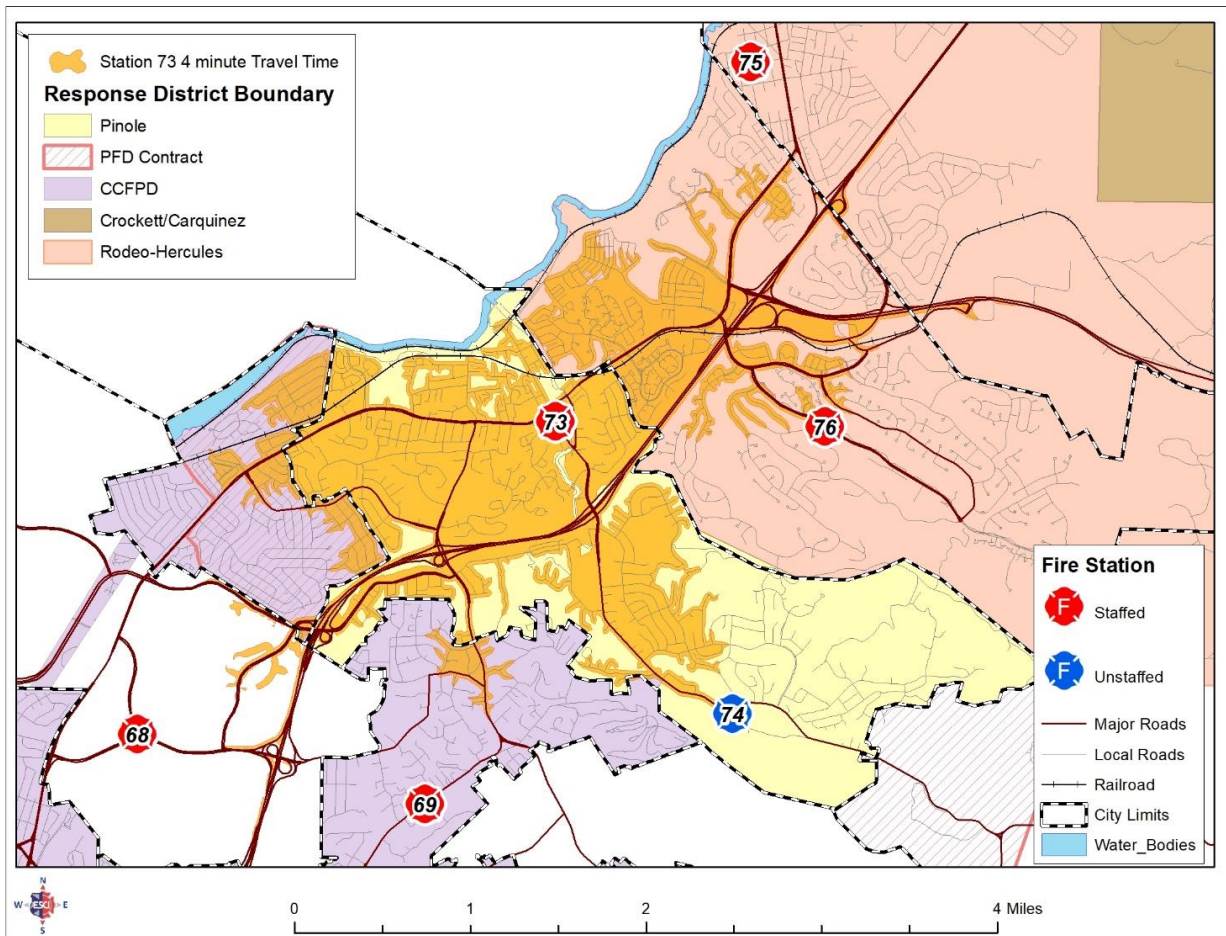 Station 73 4 minute Travel Time
Response District Boundary
Pinole
PFD Contract
CCFPD
Crockett/Carquinez
Rodeo-Hercules
75
73
76
74
68
69
Fire Station
F Staffed
F Unstaffed
Major Roads
Local Roads
Railroad
City Limits
Water_Bodies
N
W ESCI E
S
0 1 2 4 Miles